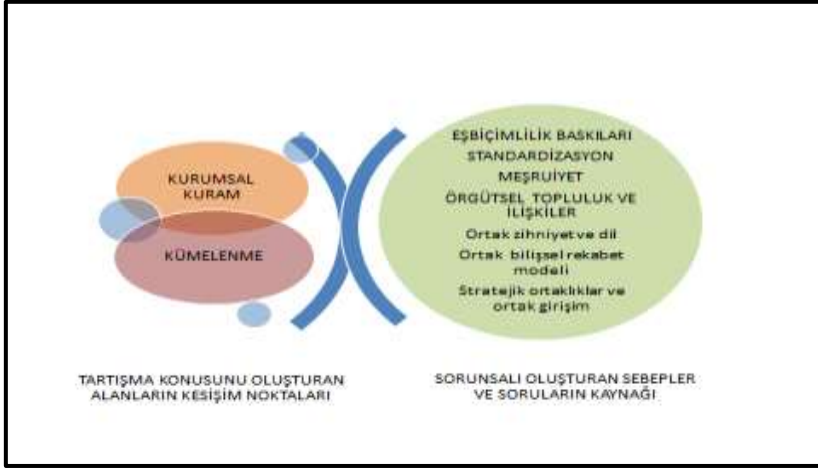 KURUMSAL
KURAM
KÜMELENME
EŞBİÇİMLİLİK BASKILARI
STANDARDİZASYON
MEŞRUİYET
ÖRGÜTSEL TOPLULUK VE
İLİŞKİLER
Ortak zihniyet ve dil
Ortak bilişsel rekabet
modeli
Stratejik ortaklıklar ve
ortak girişim
TARTIŞMA KONUSUNU OLUŞTURAN
ALANLARIN KESİŞİM NOKTALARI
SORUNSALI OLUŞTURAN SEBEPLER
VE SORULARIN KAYNAĞI